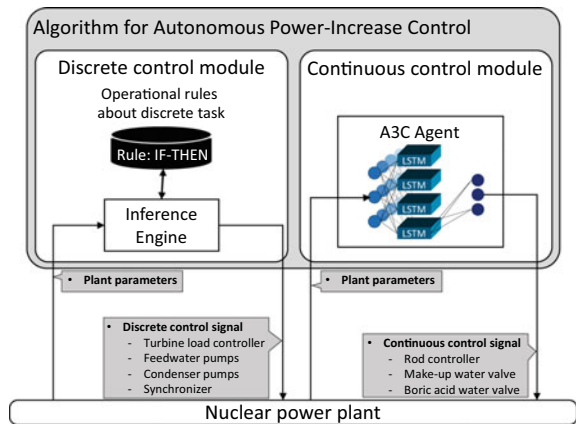 Algorithm for Autonomous Power-Increase Control
Discrete control module
Operational rules
about discrete task
Rule: IF-THEN
Inference
Engine
Continuous control module
A3C Agent
LSTM
LSTM
LSTM
LSTM
• Plant parameters
• Plant parameters
• Discrete control signal
- Turbine load controller
- Feedwater pumps
- Condenser pumps
- Synchronizer
• Continuous control signal
- Rod controller
- Make-up water valve
- Boric acid water valve
Nuclear power plant